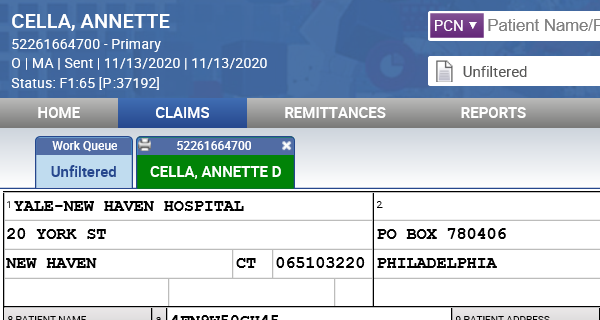 CELLA, ANNETTE
52261664700 - Primary
O | MA | Sent | 11/13/2020 | 11/13/2020
Status: F1:65 [P:37192]
PCN Patient Name/P
Unfiltered
HOME CLAIMS REMITTANCES REPORTS
Work Queue 52261664700
Unfiltered CELLA, ANNETTE D
1 YALE-NEW HAVEN HOSPITAL 2
20 YORK ST PO BOX 780406
NEW HAVEN CT 065103220 PHILADELPHIA
8 PATIENT NAME a 9 PATIENT ADDRESS